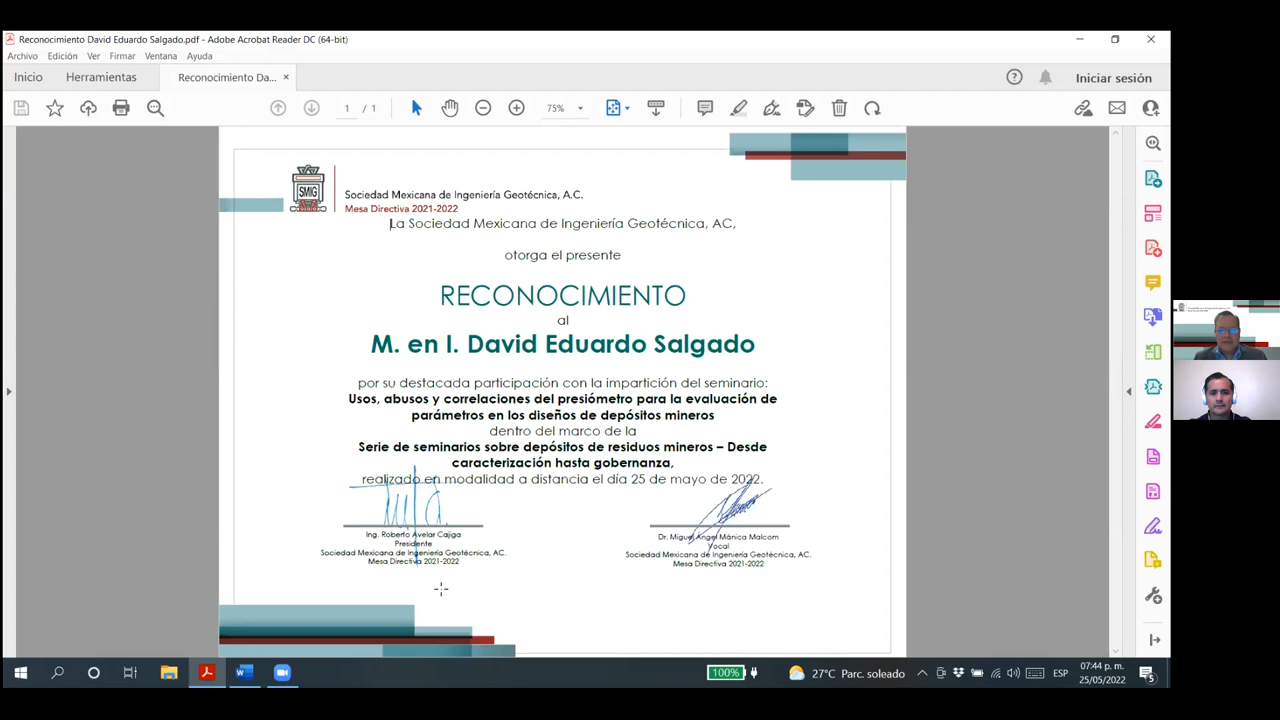 Reconocimiento David Eduardo Salgado.pdf - Adobe Acrobat Reader DC (64-bit)
Archivo Edición Ver Firmar Ventana Ayuda
Inicio Herramientas Reconocimiento Da... × Iniciar sesión
1 / 1 75%
SMIG
Sociedad Mexicana de Ingeniería Geotécnica, A.C.
Mesa Directiva 2021-2022
La Sociedad Mexicana de Ingeniería Geotécnica, AC,
otorga el presente
RECONOCIMIENTO
al
M. en I. David Eduardo Salgado
por su destacada participación con la impartición del seminario:
Usos, abusos y correlaciones del presiómetro para la evaluación de
parámetros en los diseños de depósitos mineros
dentro del marco de la
Serie de seminarios sobre depósitos de residuos mineros – Desde
caracterización hasta gobernanza,
realizado en modalidad a distancia el día 25 de mayo de 2022.
Ing. Roberto Avelar Cajiga
Presidente
Sociedad Mexicana de Ingeniería Geotécnica, AC.
Mesa Directiva 2021-2022
Dr. Miguel Ángel Mánica Malcom
Vocal
Sociedad Mexicana de Ingeniería Geotécnica, AC.
Mesa Directiva 2021-2022
100% 27°C Parc. soleado ESP 07:44 p. m.
25/05/2022 5